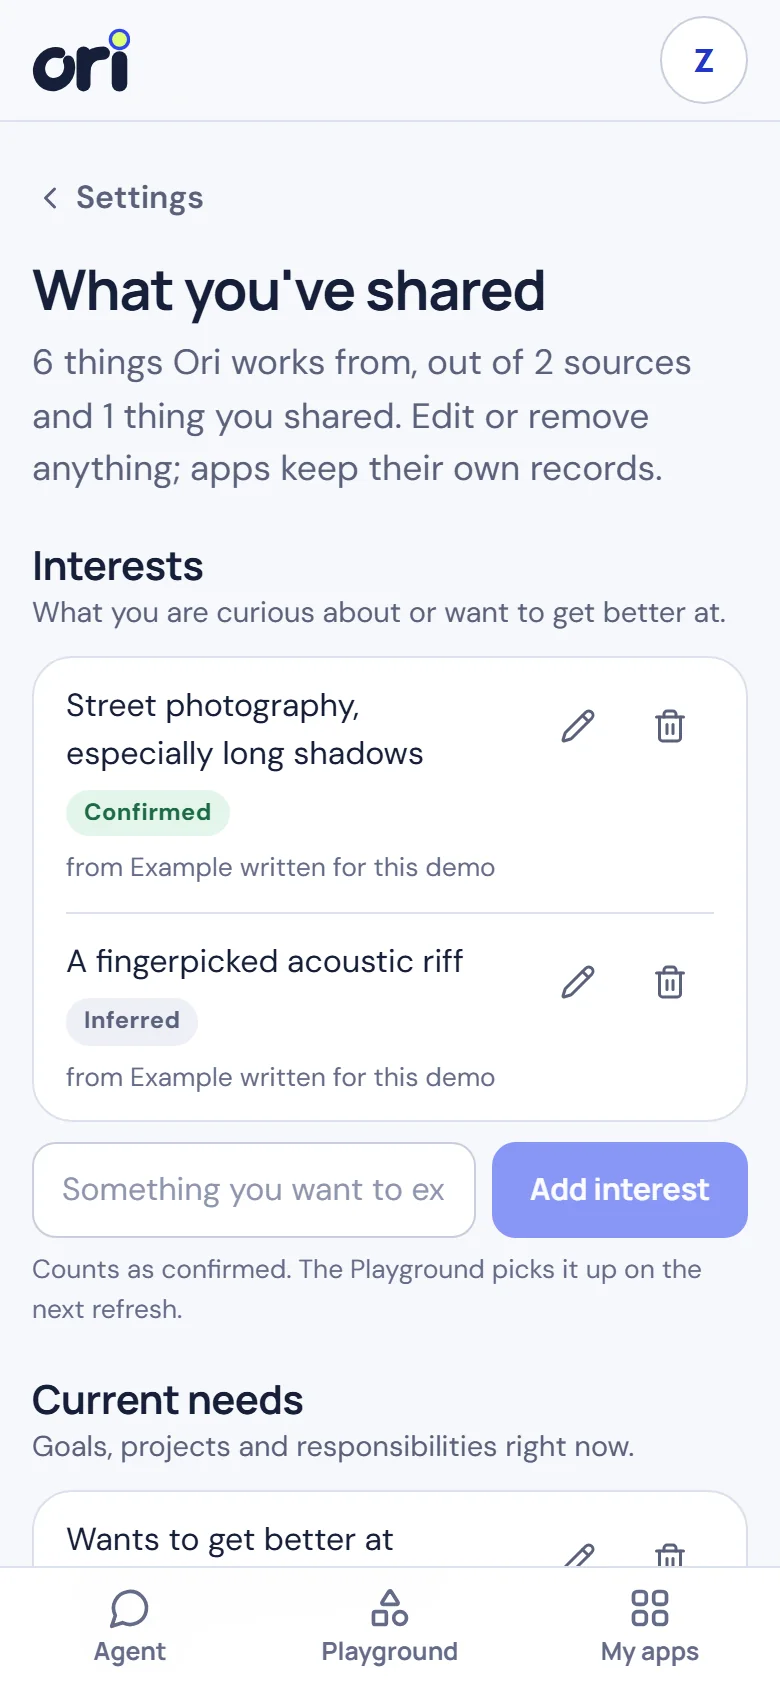 ori
Z
Settings
What you've shared
6 things Ori works from, out of 2 sources
and 1 thing you shared. Edit or remove
anything; apps keep their own records.
Interests
What you are curious about or want to get better at.
Street photography,
especially long shadows
Confirmed
from Example written for this demo
A fingerpicked acoustic riff
Inferred
from Example written for this demo
Something you want to ex
Add interest
Counts as confirmed. The Playground picks it up on the
next refresh.
Current needs
Goals, projects and responsibilities right now.
Wants to get better at
Agent
Playground
My apps